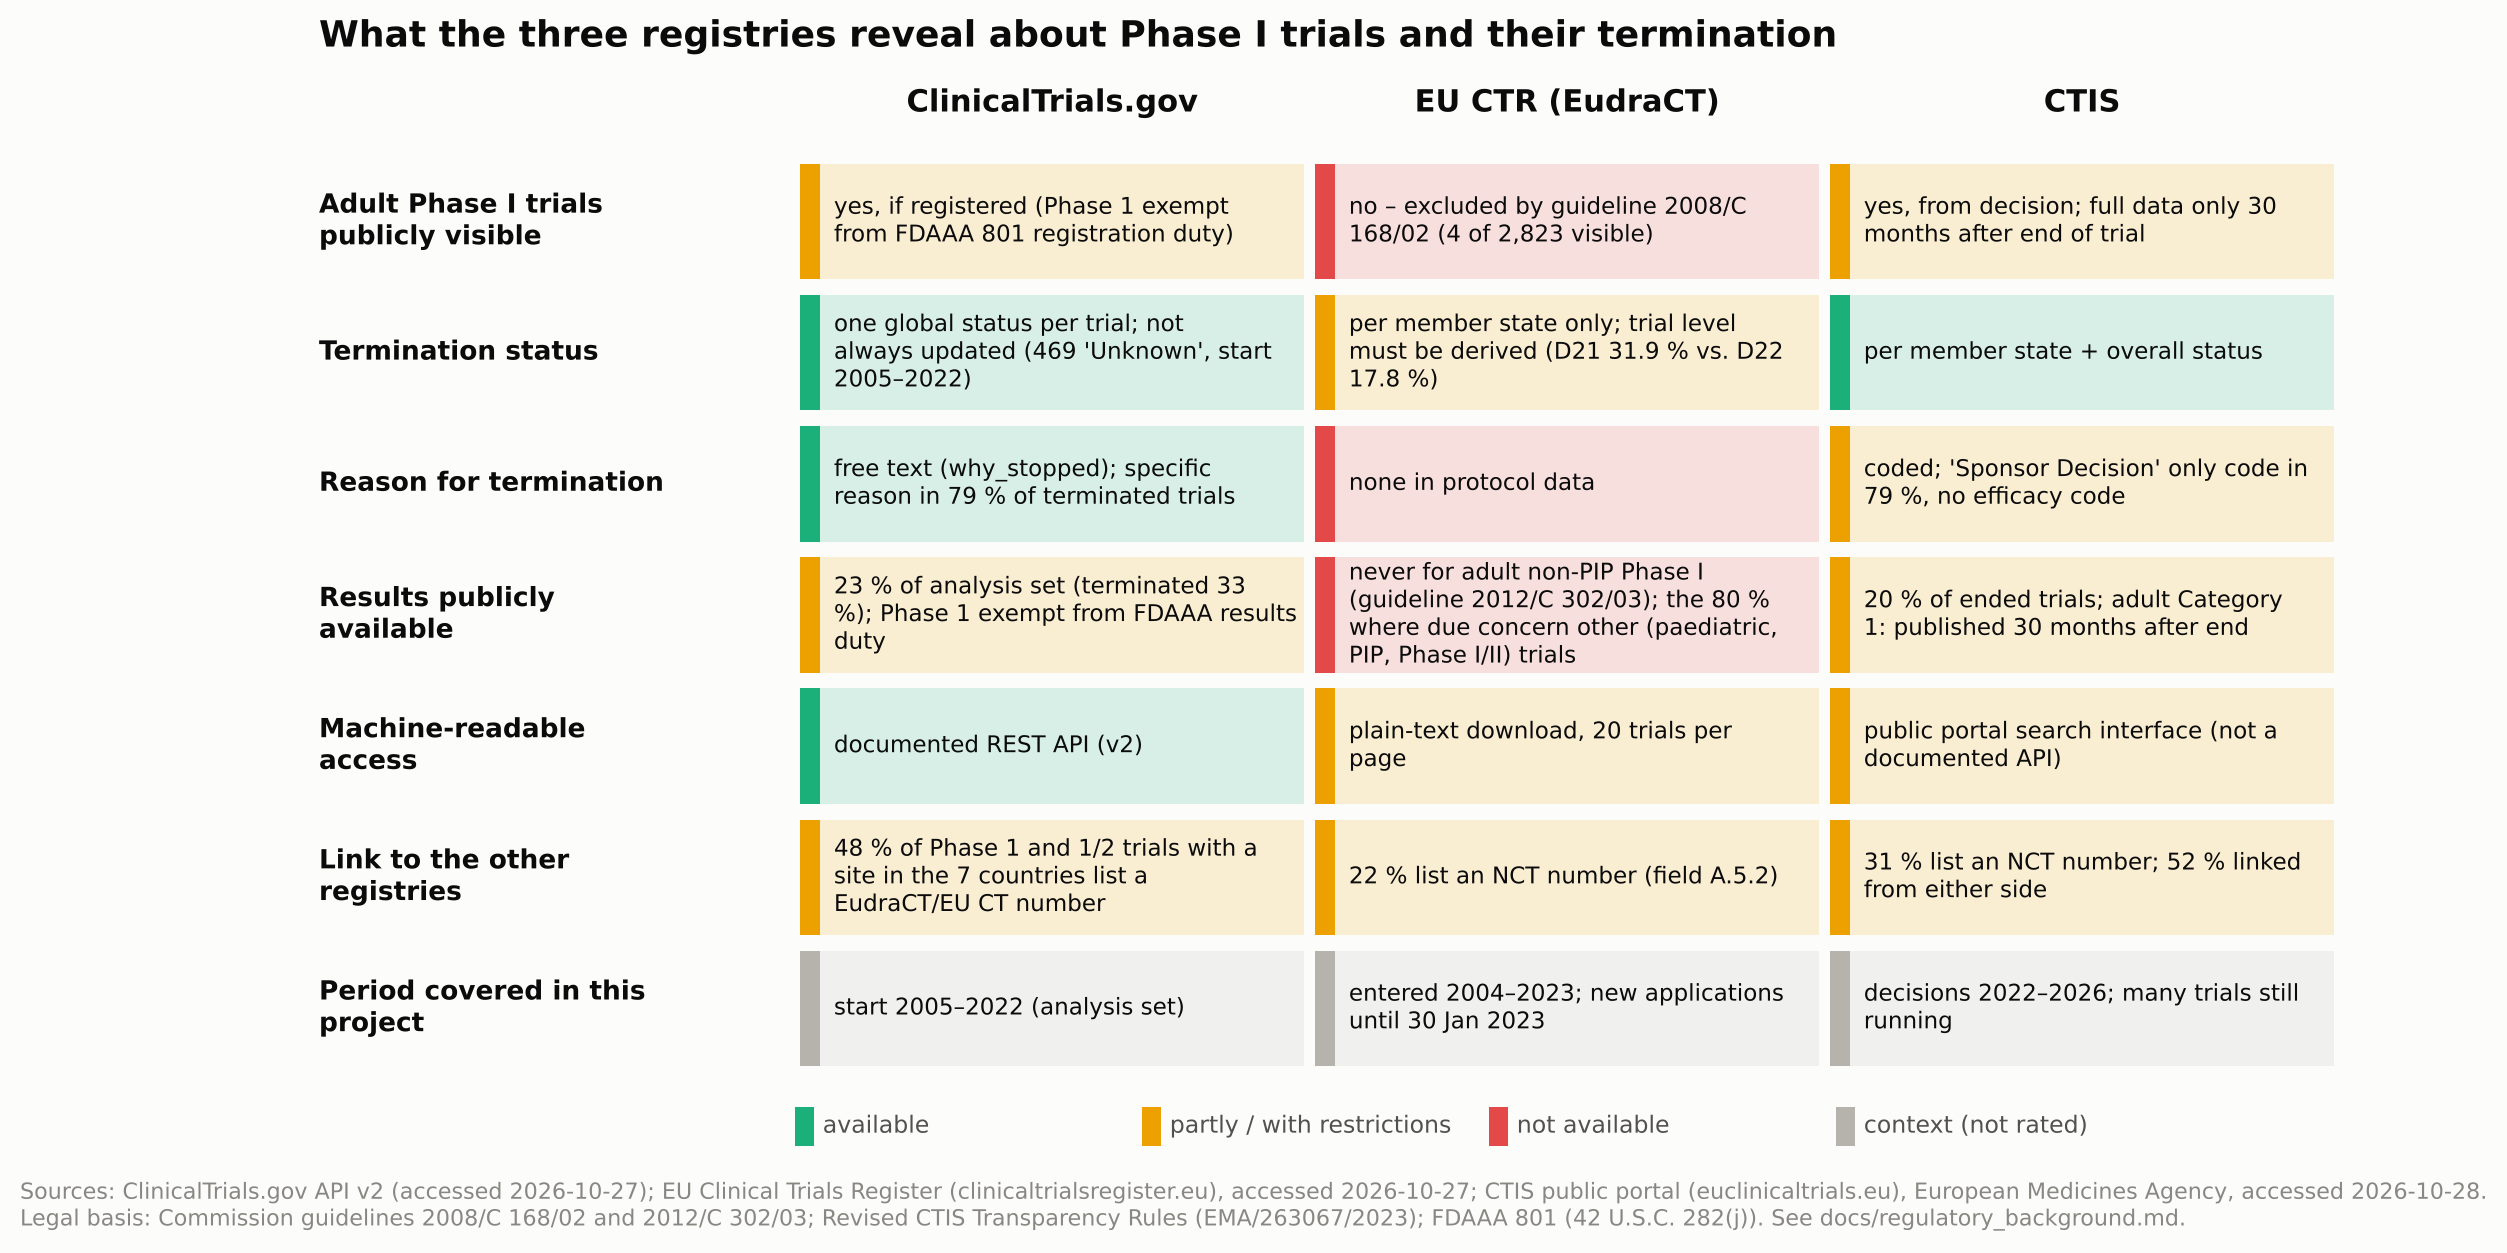 What the three registries reveal about Phase I trials and their termination
ClinicalTrials.gov
EU CTR (EudraCT)
CTIS
Adult Phase I trials
publicly visible
yes, if registered (Phase 1 exempt
from FDAAA 801 registration duty)
no – excluded by guideline 2008/C
168/02 (4 of 2,823 visible)
yes, from decision; full data only 30
months after end of trial
Termination status
one global status per trial; not
always updated (469 'Unknown', start
2005–2022)
per member state only; trial level
must be derived (D21 31.9 % vs. D22
17.8 %)
per member state + overall status
Reason for termination
free text (why_stopped); specific
reason in 79 % of terminated trials
none in protocol data
coded; 'Sponsor Decision' only code in
79 %, no efficacy code
Results publicly
available
23 % of analysis set (terminated 33
%); Phase 1 exempt from FDAAA results
duty
never for adult non-PIP Phase I
(guideline 2012/C 302/03); the 80 %
where due concern other (paediatric,
PIP, Phase I/II) trials
20 % of ended trials; adult Category
1: published 30 months after end
Machine-readable
access
documented REST API (v2)
plain-text download, 20 trials per
page
public portal search interface (not a
documented API)
Link to the other
registries
48 % of Phase 1 and 1/2 trials with a
site in the 7 countries list a
EudraCT/EU CT number
22 % list an NCT number (field A.5.2)
31 % list an NCT number; 52 % linked
from either side
Period covered in this
project
start 2005–2022 (analysis set)
entered 2004–2023; new applications
until 30 Jan 2023
decisions 2022–2026; many trials still
running
available
partly / with restrictions
not available
context (not rated)
Sources: ClinicalTrials.gov API v2 (accessed 2026-10-27); EU Clinical Trials Register (clinicaltrialsregister.eu), accessed 2026-10-27; CTIS public portal (euclinicaltrials.eu), European Medicines Agency, accessed 2026-10-28.
Legal basis: Commission guidelines 2008/C 168/02 and 2012/C 302/03; Revised CTIS Transparency Rules (EMA/263067/2023); FDAAA 801 (42 U.S.C. 282(j)). See docs/regulatory_background.md.